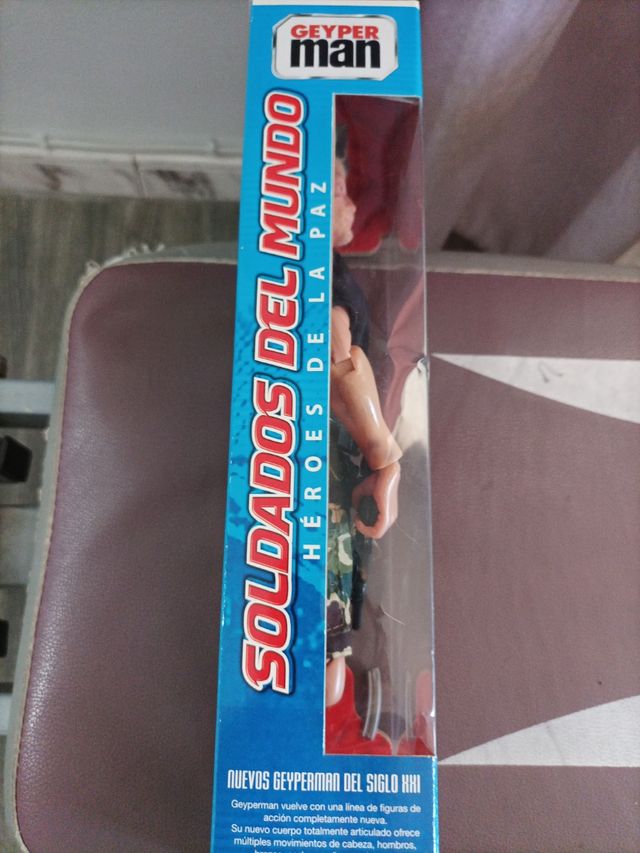 GEYPER
man
SOLDADOS DEL MUNDO
HÉROES DE LA PAZ
NUEVOS GEYPERMAN DEL SIGLO XXI
Geyperman vuelve con una línea de figuras de
acción completamente nueva.
Su nuevo cuerpo totalmente articulado ofrece
múltiples movimientos de cabeza, hombros,